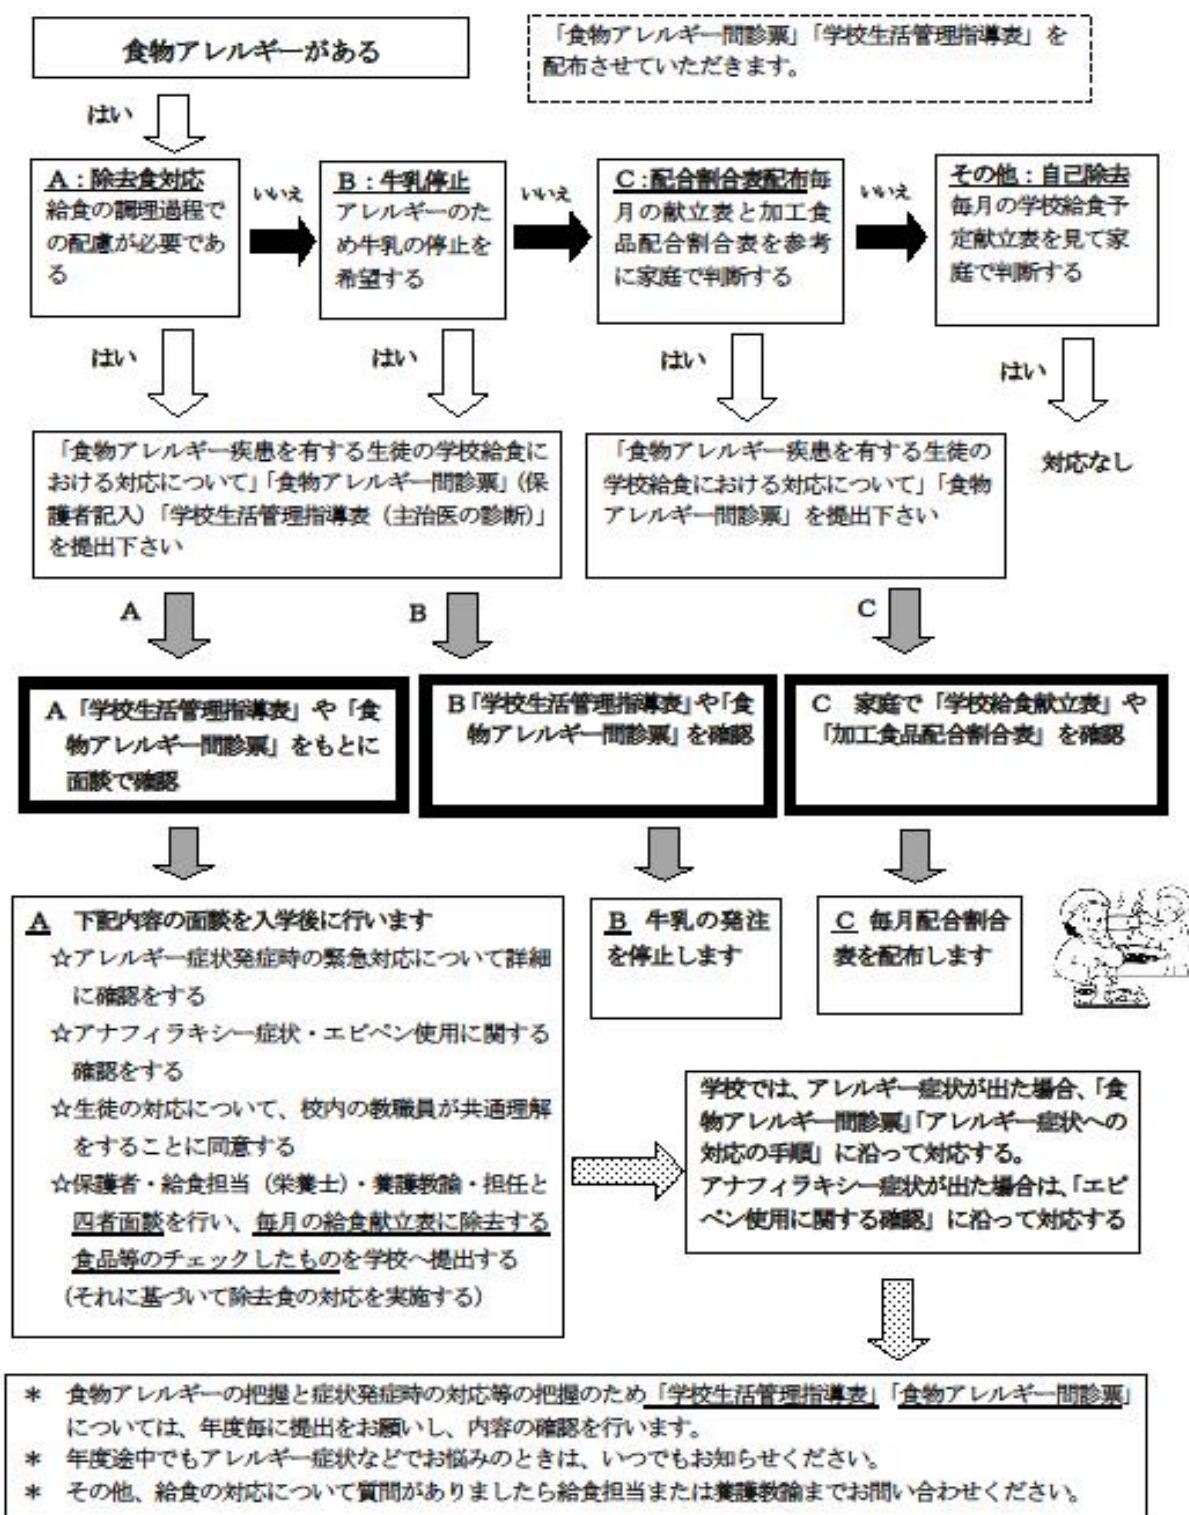 食物アレルギーがある
「食物アレルギー問診票」「学校生活管理指導表」を
配布させていただきます。
はい
A：除去食対応
給食の調理過程で
の配慮が必要であ
る
いいえ
B：牛乳停止
アレルギーのた
め牛乳の停止を
希望する
いいえ
C：配合割合表配布毎
月の献立表と加工食
品配合割合表を参考
に家庭で判断する
いいえ
その他：自己除去
毎月の学校給食予
定献立表を見て家
庭で判断する
はい
はい
はい
はい
「食物アレルギー疾患を有する生徒の学校給食に
おける対応について」「食物アレルギー問診票」（保
護者記入）「学校生活管理指導表（主治医の診断）」
を提出下さい
「食物アレルギー疾患を有する生徒の
学校給食における対応について」「食物
アレルギー問診票」を提出下さい
対応なし
A
B
C
A「学校生活管理指導表」や「食
物アレルギー問診票」をもとに
面談で確認
B「学校生活管理指導表」や「食
物アレルギー問診票」を確認
C　家庭で「学校給食献立表」や
「加工食品配合割合表」を確認
A　下記内容の面談を入学後に行います
☆アレルギー症状発症時の緊急対応について詳細
に確認をする
☆アナフィラキシー症状・エピペン使用に関する
確認をする
☆生徒の対応について、校内の教職員が共通理解
をすることに同意する
☆保護者・給食担当（栄養士）・養護教諭・担任と
四者面談を行い、毎月の給食献立表に除去する
食品等のチェックしたものを学校へ提出する
（それに基づいて除去食の対応を実施する）
B　牛乳の発注
を停止します
C 毎月配合割合
表を配布します
学校では、アレルギー症状が出た場合、「食
物アレルギー問診票」「アレルギー症状への
対応の手順」に沿って対応する。
アナフィラキシー症状が出た場合は、「エピ
ペン使用に関する確認」に沿って対応する
＊　食物アレルギーの把握と症状発症時の対応等の把握のため「学校生活管理指導表」「食物アレルギー問診票」
については、年度毎に提出をお願いし、内容の確認を行います。
＊　年度途中でもアレルギー症状などでお悩みのときは、いつでもお知らせください。
＊　その他、給食の対応について質問がありましたら給食担当または養護教諭までお問い合わせください。